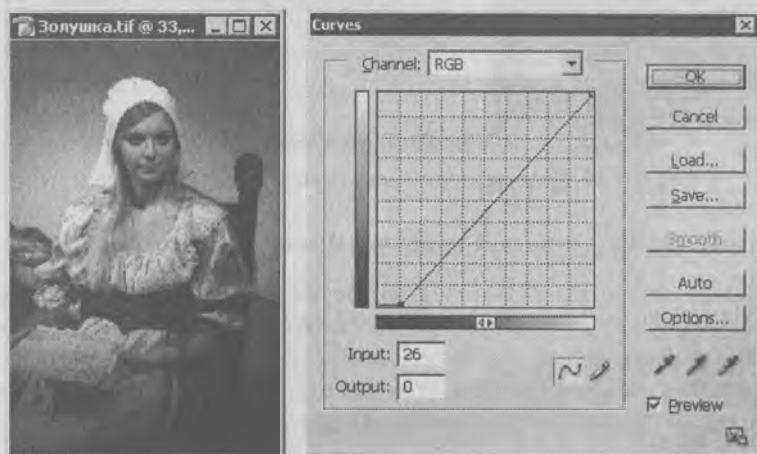 Золушка.tif @ 33,...
Curves
Channel: RGB
OK
Cancel
Load...
Save...
Smooth
Auto
Options...
Input: 26
Output: 0
Preview